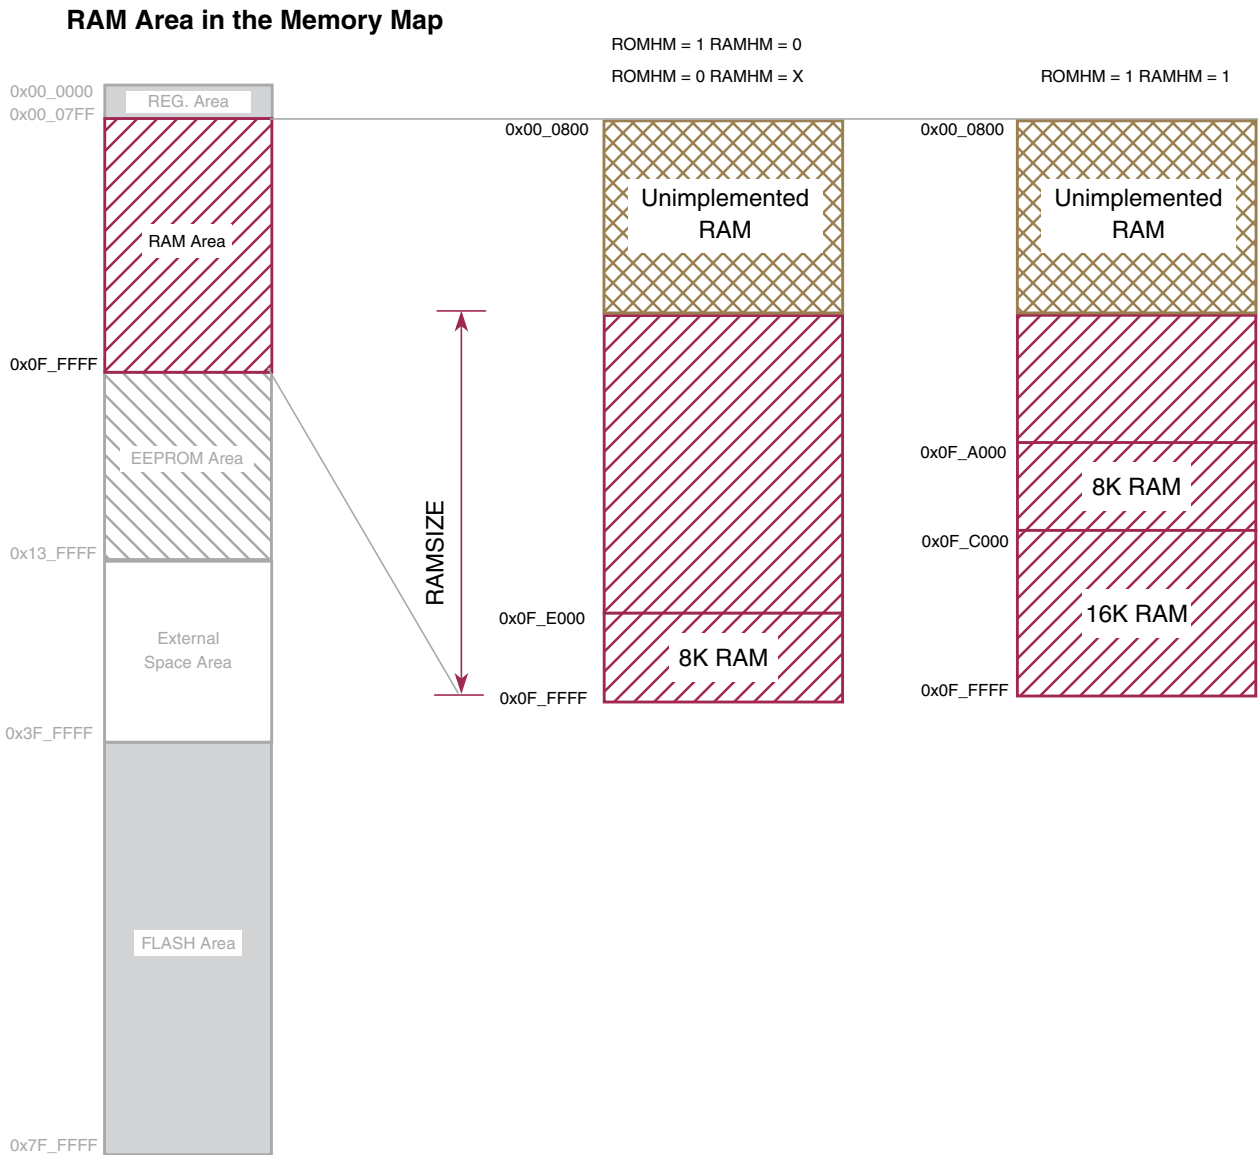 RAM Area in the Memory Map
ROMHM = 1 RAMHM = 0
ROMHM = 0 RAMHM = X
ROMHM = 1 RAMHM = 1
0x00_0000
REG. Area
0x00_07FF
RAM Area
0x0F_FFFF
EEPROM Area
0x13_FFFF
External
Space Area
0x3F_FFFF
FLASH Area
0x7F_FFFF
RAMSIZE
0x00_0800
Unimplemented
RAM
0x0F_E000
8K RAM
0x0F_FFFF
0x00_0800
Unimplemented
RAM
0x0F_A000
8K RAM
0x0F_C000
16K RAM
0x0F_FFFF